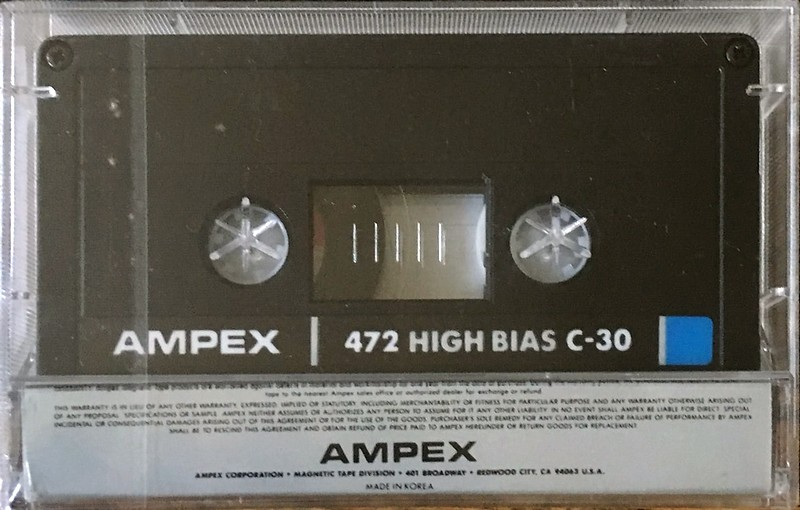 AMPEX | 472 HIGH BIAS C-30
tape to the nearest Ampex sales office or authorized dealer for exchange or refund.
THIS WARRANTY IS IN LIEU OF ANY OTHER WARRANTY, EXPRESSED, IMPLIED OR STATUTORY, INCLUDING MERCHANTABILITY OR FITNESS FOR PARTICULAR PURPOSE AND ANY WARRANTY OTHERWISE ARISING OUT
OF ANY PROPOSAL, SPECIFICATIONS OR SAMPLE. AMPEX NEITHER ASSUMES OR AUTHORIZES ANY PERSON TO ASSUME FOR IT ANY OTHER LIABILITY. IN NO EVENT SHALL AMPEX BE LIABLE FOR DIRECT, SPECIAL
INCIDENTAL OR CONSEQUENTIAL DAMAGES ARISING OUT OF THIS AGREEMENT OR FOR THE USE OF THE GOODS. PURCHASER'S SOLE REMEDY FOR ANY CLAIMED BREACH OR FAILURE OF PERFORMANCE BY AMPEX
SHALL BE TO RESCIND THIS AGREEMENT AND OBTAIN REFUND OF PRICE PAID TO AMPEX HEREUNDER OR RETURN GOODS FOR REPLACEMENT.
AMPEX
AMPEX CORPORATION • MAGNETIC TAPE DIVISION • 401 BROADWAY • REDWOOD CITY, CA 94063 U.S.A.
MADE IN KOREA